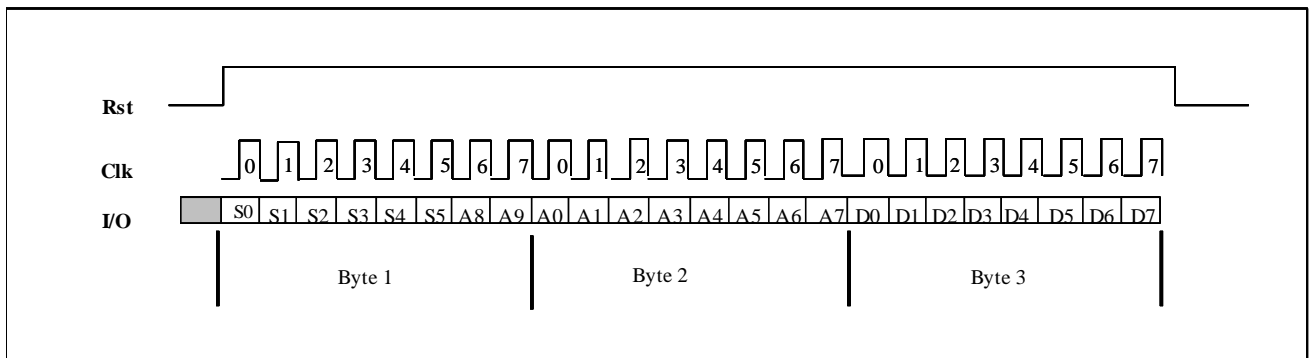 Rst
Clk 0 1 2 3 4 5 6 7 0 1 2 3 4 5 6 7 0 1 2 3 4 5 6 7
I/O S0 S1 S2 S3 S4 S5 A8 A9 A0 A1 A2 A3 A4 A5 A6 A7 D0 D1 D2 D3 D4 D5 D6 D7
Byte 1 Byte 2 Byte 3